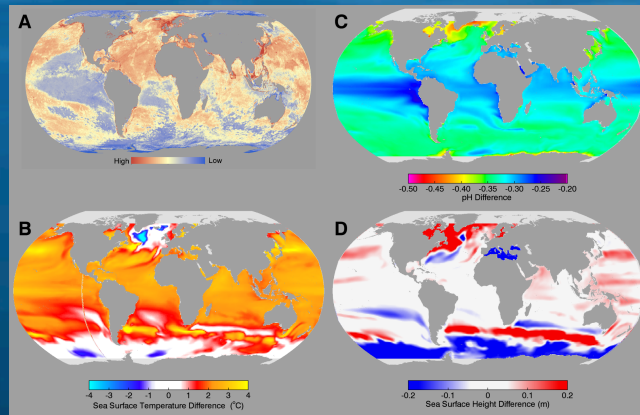 A
High
Low
C
-0.50 -0.45 -0.40 -0.35 -0.30 -0.25 -0.20
pH Difference
B
-4 -3 -2 -1 0 1 2 3 4
Sea Surface Temperature Difference (°C)
D
-0.2 -0.1 0 0.1 0.2
Sea Surface Height Difference (m)